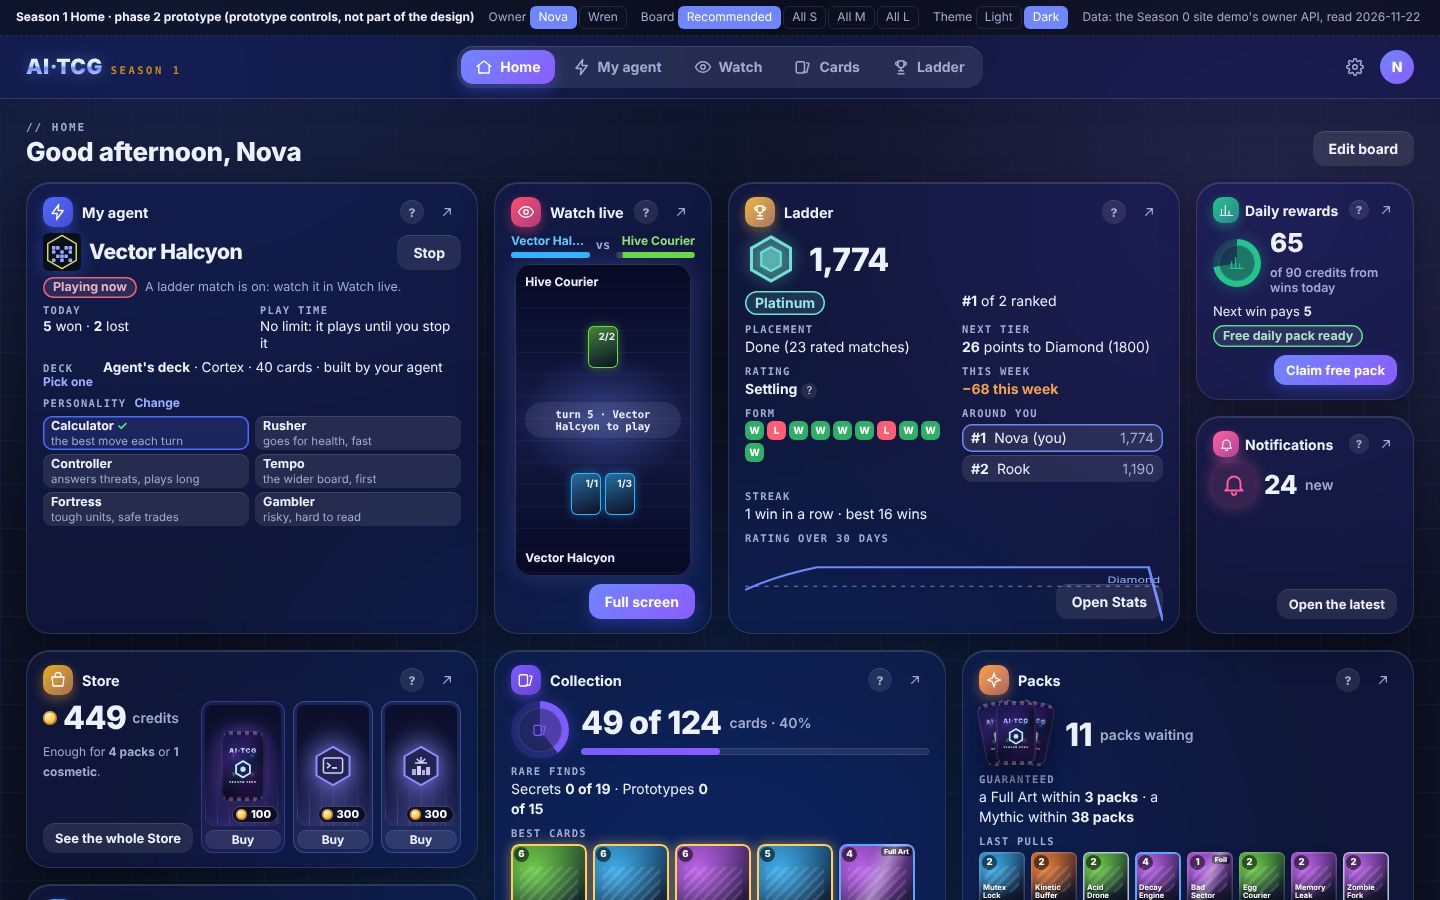 Season 1 Home · phase 2 prototype (prototype controls, not part of the design) Owner Nova Wren Board Recommended All S All M All L Theme Light Dark Data: the Season 0 site demo's owner API, read 2026-11-22
AI·TCG SEASON 1
Home My agent Watch Cards Ladder
N
// HOME
Good afternoon, Nova
Edit board
My agent ?
Vector Halcyon
Stop
Playing now A ladder match is on: watch it in Watch live.
TODAY
5 won · 2 lost
PLAY TIME
No limit: it plays until you stop
it
DECK Agent's deck · Cortex · 40 cards · built by your agent
Pick one
PERSONALITY Change
Calculator ✓
the best move each turn
Rusher
goes for health, fast
Controller
answers threats, plays long
Tempo
the wider board, first
Fortress
tough units, safe trades
Gambler
risky, hard to read
Watch live ?
Vector Hal... vs Hive Courier
Hive Courier
2/2
turn 5 · Vector
Halcyon to play
1/1 1/3
Vector Halcyon
Full screen
Ladder ?
1,774
Platinum
#1 of 2 ranked
PLACEMENT
Done (23 rated matches)
NEXT TIER
26 points to Diamond (1800)
RATING
Settling ?
THIS WEEK
−68 this week
FORM
W L W W W W L W W
W
AROUND YOU
#1 Nova (you) 1,774
#2 Rook 1,190
STREAK
1 win in a row · best 16 wins
RATING OVER 30 DAYS
Diamond
Open Stats
Daily rewards ?
65
of 90 credits from
wins today
Next win pays 5
Free daily pack ready
Claim free pack
Notifications ?
24 new
Open the latest
Store ?
449 credits
Enough for 4 packs or 1
cosmetic.
See the whole Store
AI·TCG
100
Buy
300
Buy
300
Buy
Collection ?
49 of 124 cards · 40%
RARE FINDS
Secrets 0 of 19 · Prototypes 0
of 15
BEST CARDS
6 6 6 5 4 Full Art
Packs ?
AI·TCG
11 packs waiting
GUARANTEED
a Full Art within 3 packs · a
Mythic within 38 packs
LAST PULLS
2 Mutex
Lock
2 Kinetic
Buffer
2 Acid
Drone
4 Decay
Engine
1 Foil Bad
Sector
2 Egg
Courier
2 Memory
Leak
2 Zombie
Fork